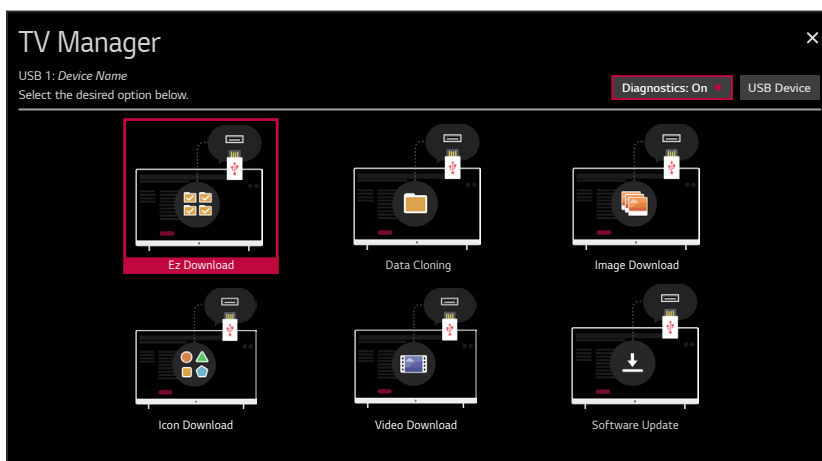 TV Manager
USB 1: Device Name
Select the desired option below.
Diagnostics: On
USB Device
Ez Download
Data Cloning
Image Download
Icon Download
Video Download
Software Update